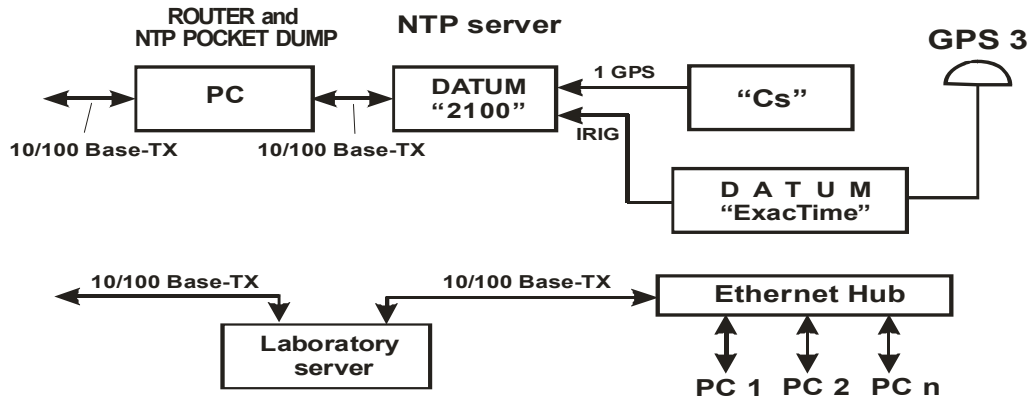 ROUTER and
NTP POCKET DUMP
NTP server
GPS 3
PC
DATUM
“2100”
1 GPS
“Cs”
IRIG
10/100 Base-TX
10/100 Base-TX
D A T U M
“ExacTime”
10/100 Base-TX
10/100 Base-TX
Ethernet Hub
Laboratory
server
PC 1
PC 2
PC n